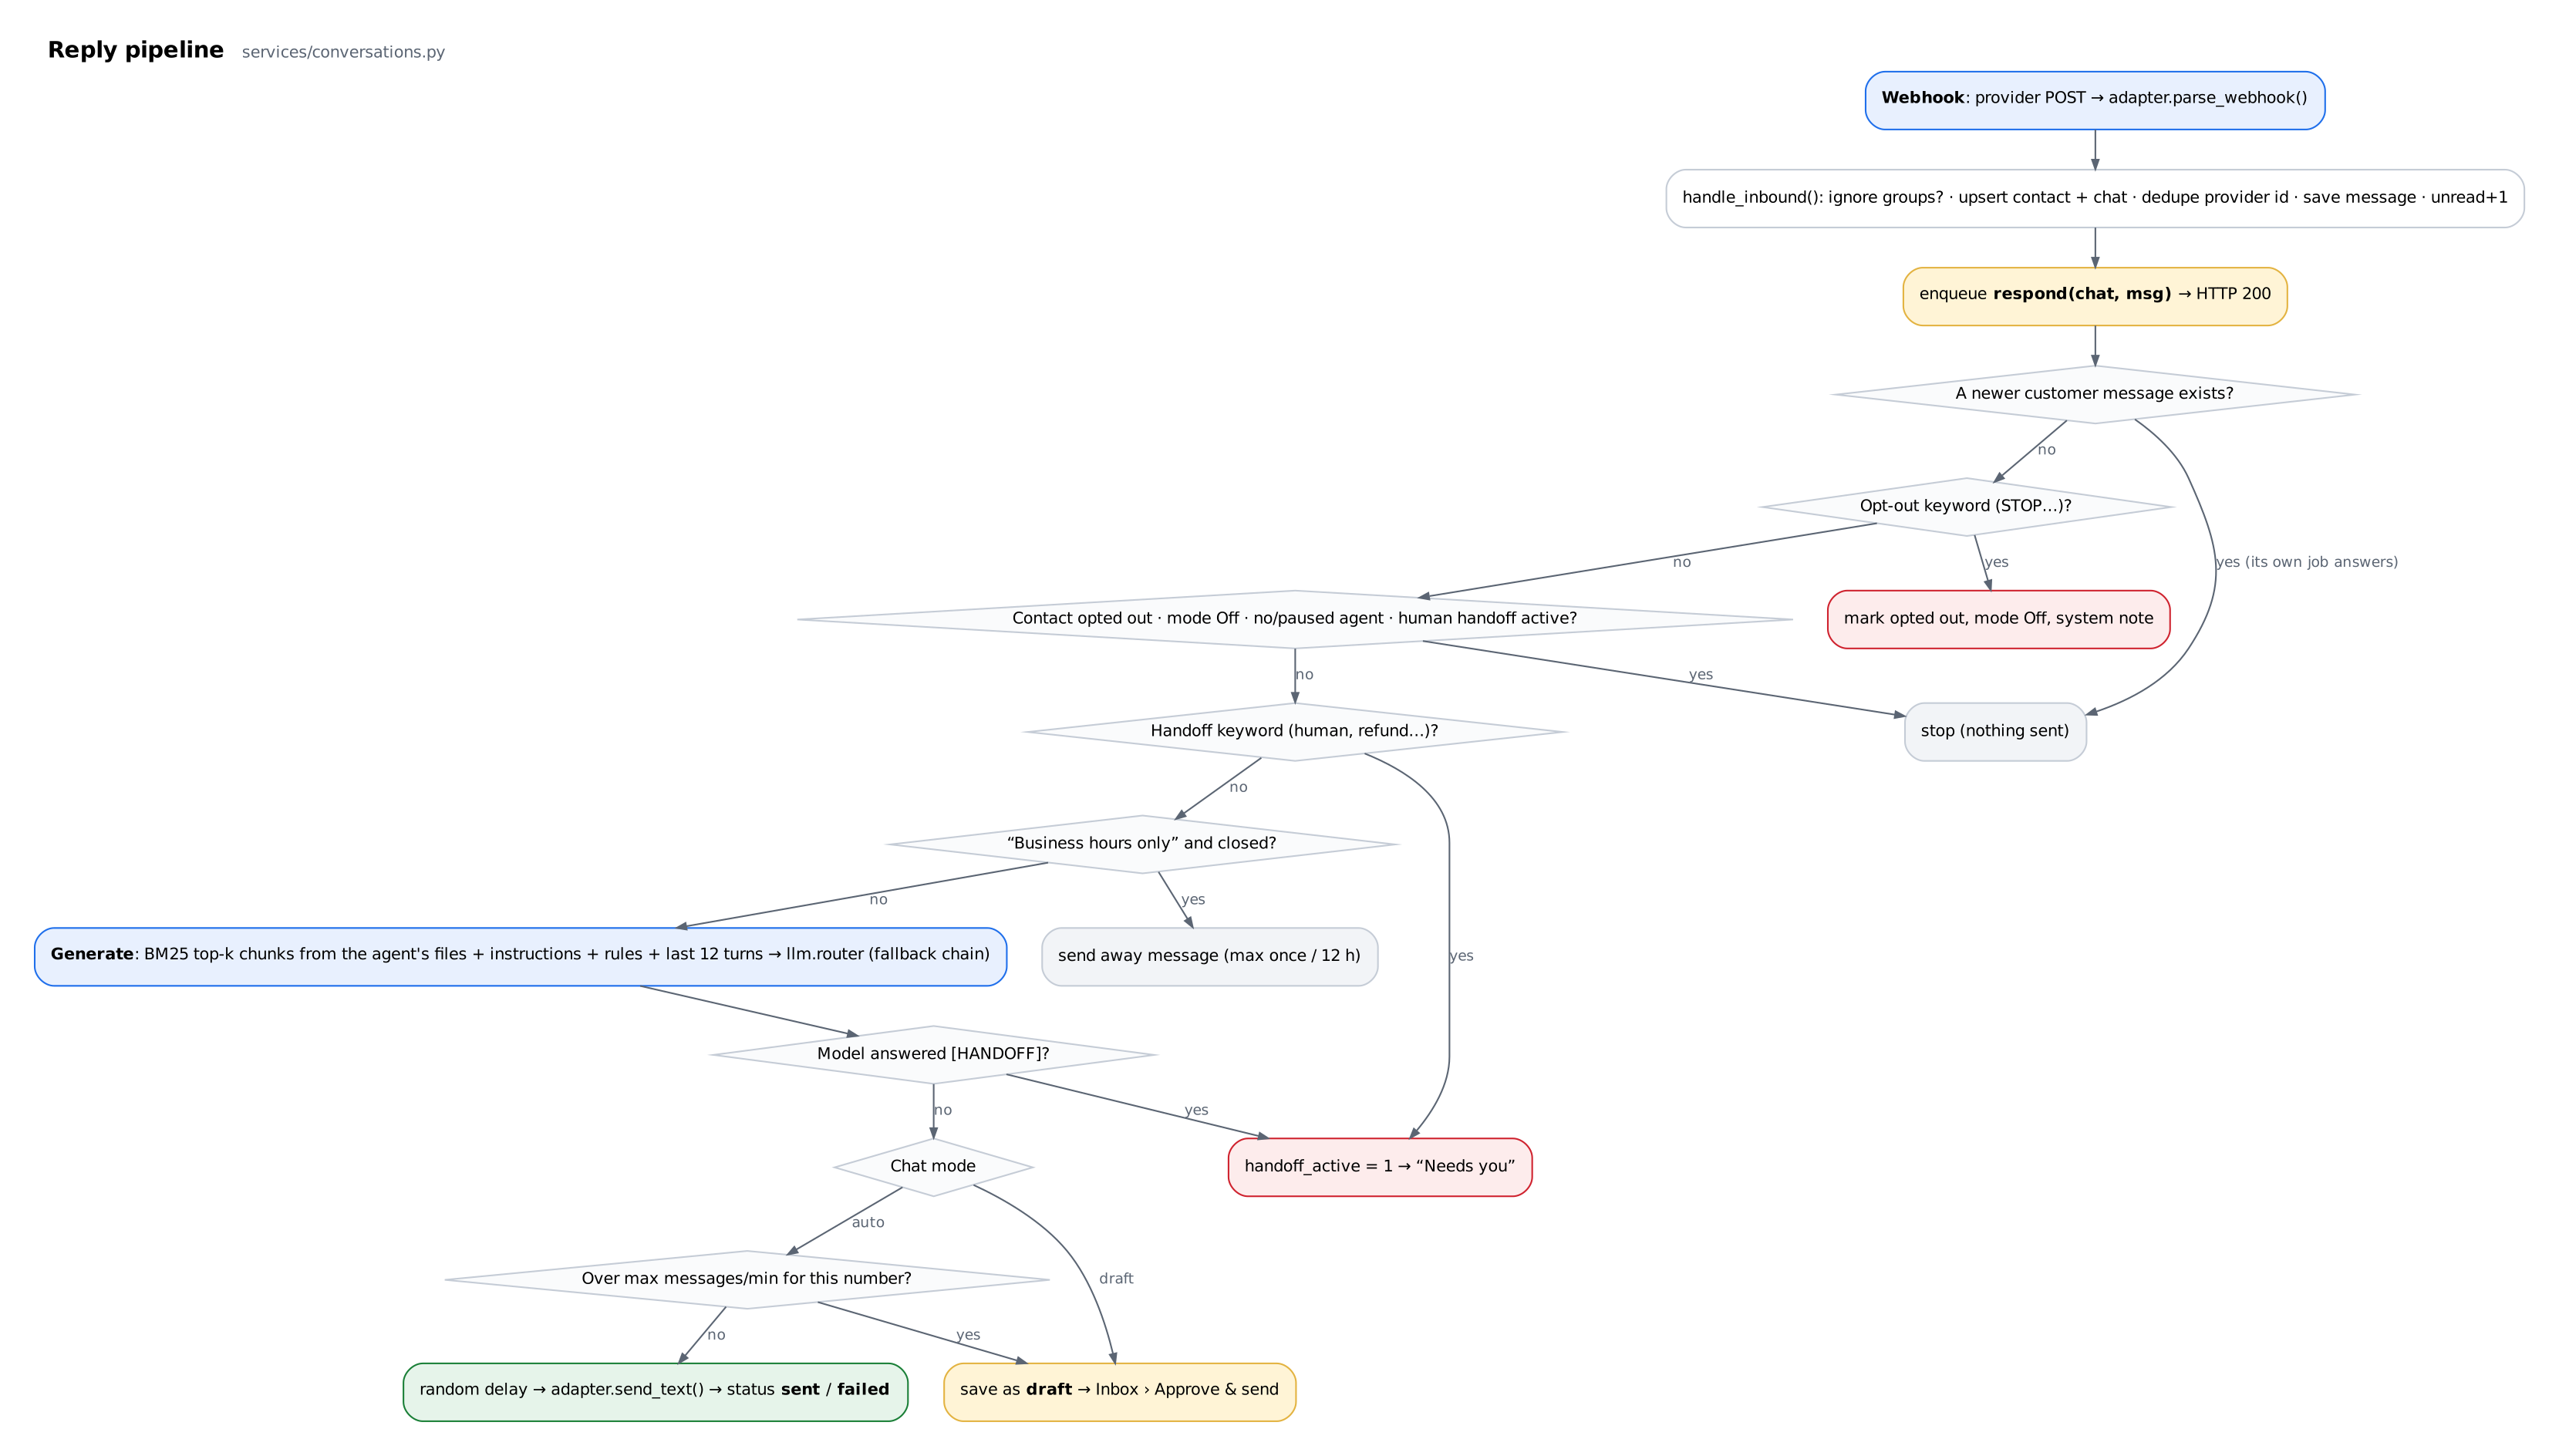 Reply pipeline services/conversations.py
Webhook: provider POST → adapter.parse_webhook()
handle_inbound(): ignore groups? · upsert contact + chat · dedupe provider id · save message · unread+1
enqueue respond(chat, msg) → HTTP 200
A newer customer message exists?
no
Opt-out keyword (STOP…)?
no
yes
yes (its own job answers)
Contact opted out · mode Off · no/paused agent · human handoff active?
mark opted out, mode Off, system note
no
yes
Handoff keyword (human, refund…)?
stop (nothing sent)
no
“Business hours only” and closed?
no
yes
Generate: BM25 top-k chunks from the agent's files + instructions + rules + last 12 turns → llm.router (fallback chain)
send away message (max once / 12 h)
yes
Model answered [HANDOFF]?
no
yes
Chat mode
handoff_active = 1 → “Needs you”
auto
Over max messages/min for this number?
draft
no
yes
random delay → adapter.send_text() → status sent / failed
save as draft → Inbox › Approve & send